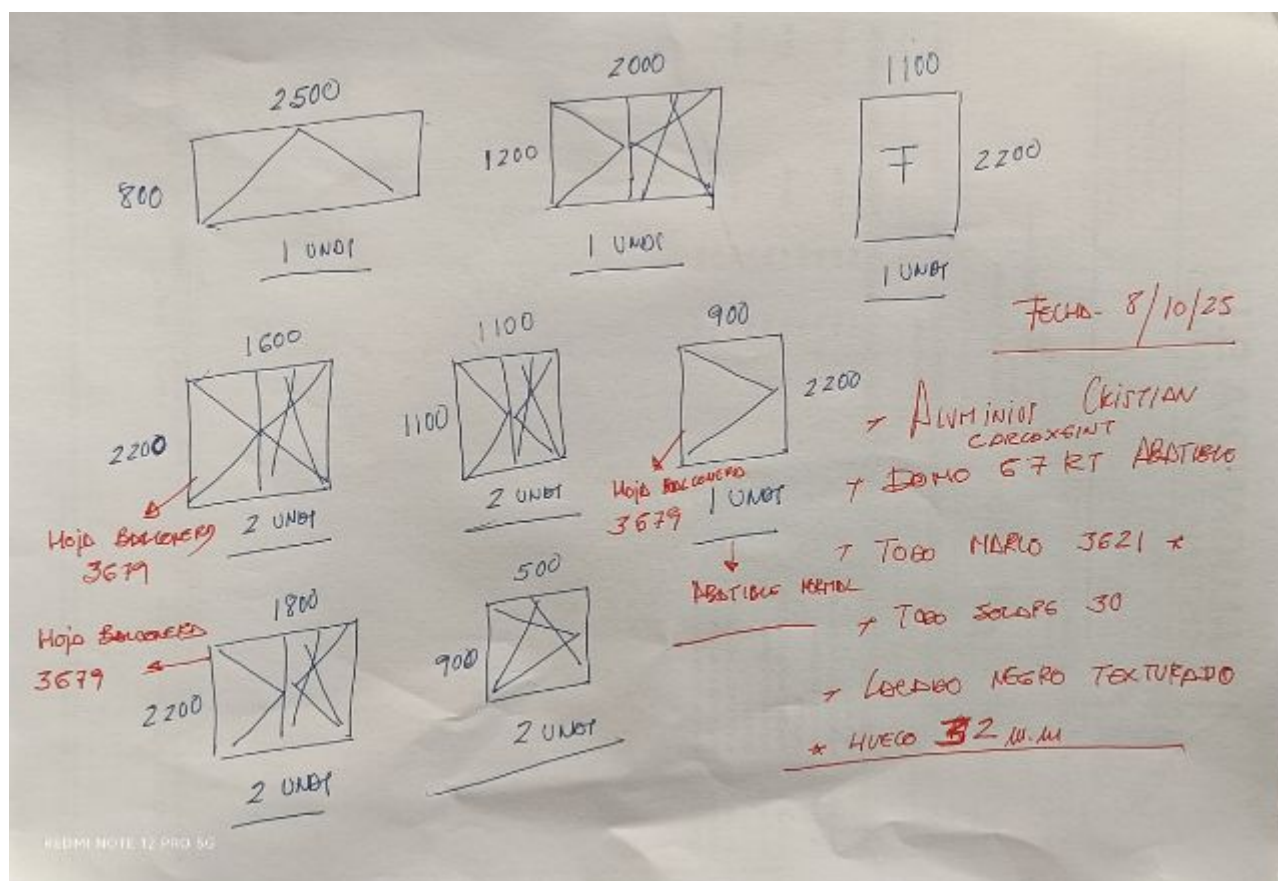 2500
800
1 UNDS
2000
1200
1 UNDS
1100
F
2200
1 UNDS
1600
2200
Hoja BALCONERA
3679
2 UNDS
1100
1100
2 UNDS
900
2200
Hoja BALCONERA
3679
1 UNDS
ABATIBLE NORMAL
1800
Hoja BALCONERA
3679
2200
2 UNDS
500
900
2 UNDS
FECHA- 8/10/25
→ ALUMINIOS CRISTIAN
CARCAXEINT
→ DOMO 67 RT ABATIBLE
→ TODO MARCO 3621 *
→ TODO SOLAPE 30
→ LACADO NEGRO TEXTURADO
* HUECO 2 m.m
REDMI NOTE 12 PRO 5G